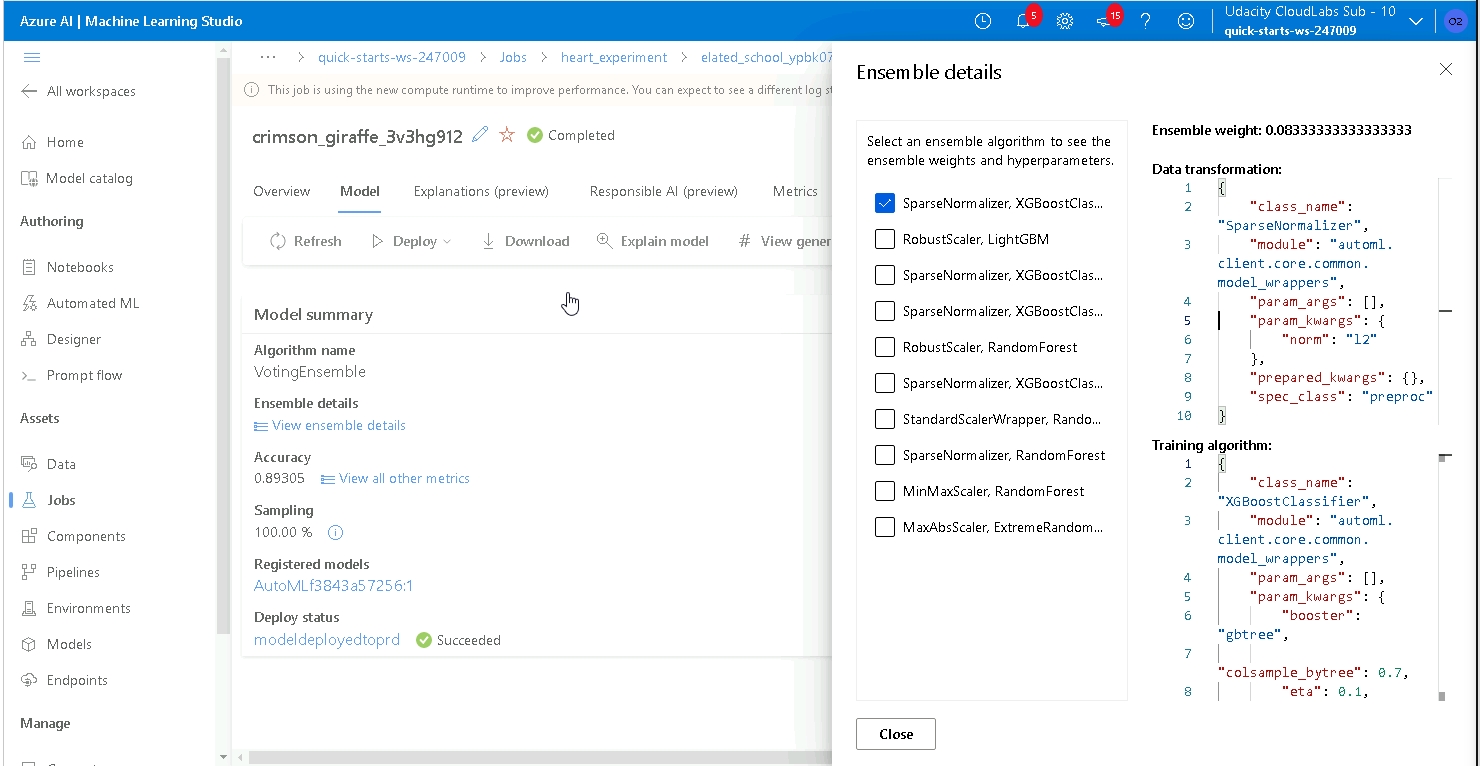 Azure AI | Machine Learning Studio
5
15
?
Udacity CloudLabs Sub - 10
quick-starts-ws-247009
O2
All workspaces
Home
Model catalog
Authoring
Notebooks
Automated ML
Designer
Prompt flow
Assets
Data
Jobs
Components
Pipelines
Environments
Models
Endpoints
Manage
··· > quick-starts-ws-247009 > Jobs > heart_experiment > elated_school_ypbk07
This job is using the new compute runtime to improve performance. You can expect to see a different log st
crimson_giraffe_3v3hg912 Completed
Overview Model Explanations (preview) Responsible AI (preview) Metrics
Refresh Deploy Download Explain model # View gener
Model summary
Algorithm name
VotingEnsemble
Ensemble details
View ensemble details
Accuracy
0.89305 View all other metrics
Sampling
100.00 %
Registered models
AutoMLf3843a57256:1
Deploy status
modeldeployedtoprd Succeeded
Ensemble details
Select an ensemble algorithm to see the
ensemble weights and hyperparameters.
SparseNormalizer, XGBoostClas...
RobustScaler, LightGBM
SparseNormalizer, XGBoostClas...
SparseNormalizer, XGBoostClas...
RobustScaler, RandomForest
SparseNormalizer, XGBoostClas...
StandardScalerWrapper, Rando...
SparseNormalizer, RandomForest
MinMaxScaler, RandomForest
MaxAbsScaler, ExtremeRandom...
Close
Ensemble weight: 0.08333333333333333
Data transformation:
1 {
2 "class_name":
"SparseNormalizer",
3 "module": "automl.
client.core.common.
model_wrappers",
4 "param_args": [],
5 "param_kwargs": {
6 "norm": "l2"
7 },
8 "prepared_kwargs": {},
9 "spec_class": "preproc"
10 }
Training algorithm:
1 {
2 "class_name":
"XGBoostClassifier",
3 "module": "automl.
client.core.common.
model_wrappers",
4 "param_args": [],
5 "param_kwargs": {
6 "booster":
"gbtree",
7
"colsample_bytree": 0.7,
8 "eta": 0.1,